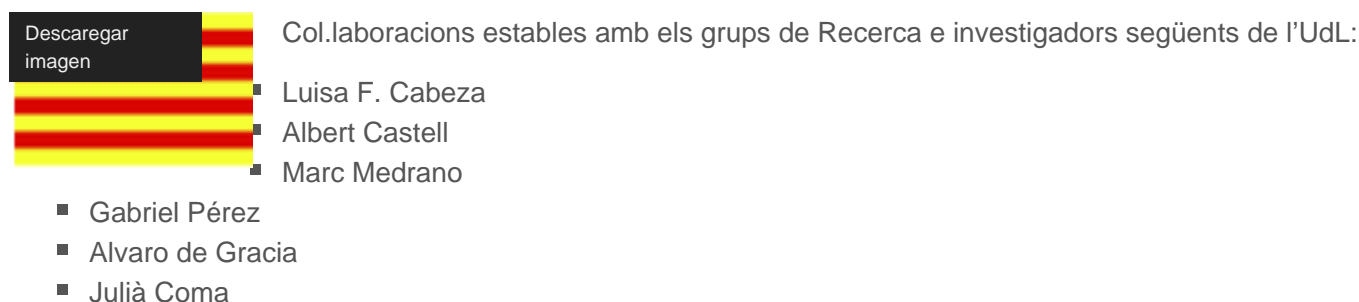 Descaregar
imagen
Col.laboracions estables amb els grups de Recerca e investigadors següents de l’UdL:
Luisa F. Cabeza
Albert Castell
Marc Medrano
Gabriel Pérez
Alvaro de Gracia
Julià Coma